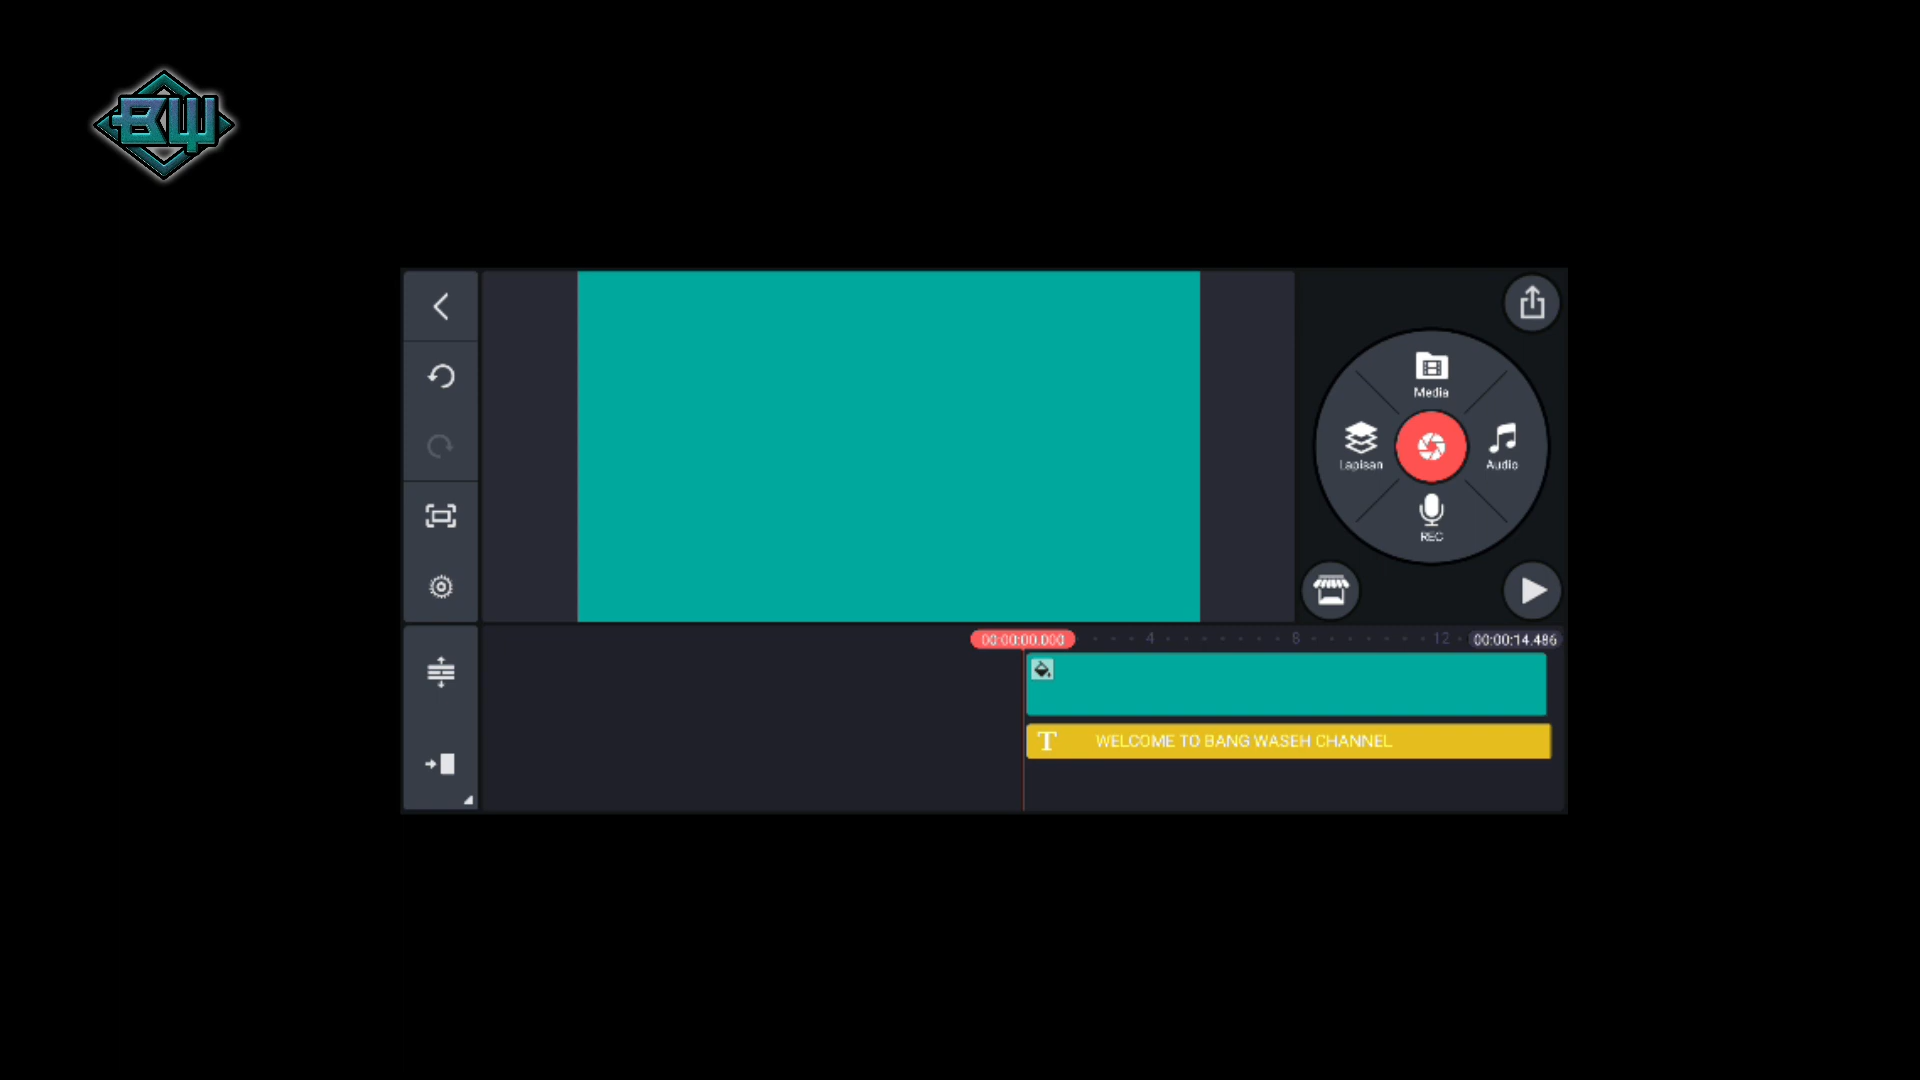 BW
Media
Lapisan
Audio
REC
00:00:00.000
4
8
12
00:00:14.486
T
WELCOME TO BANG WASEH CHANNEL